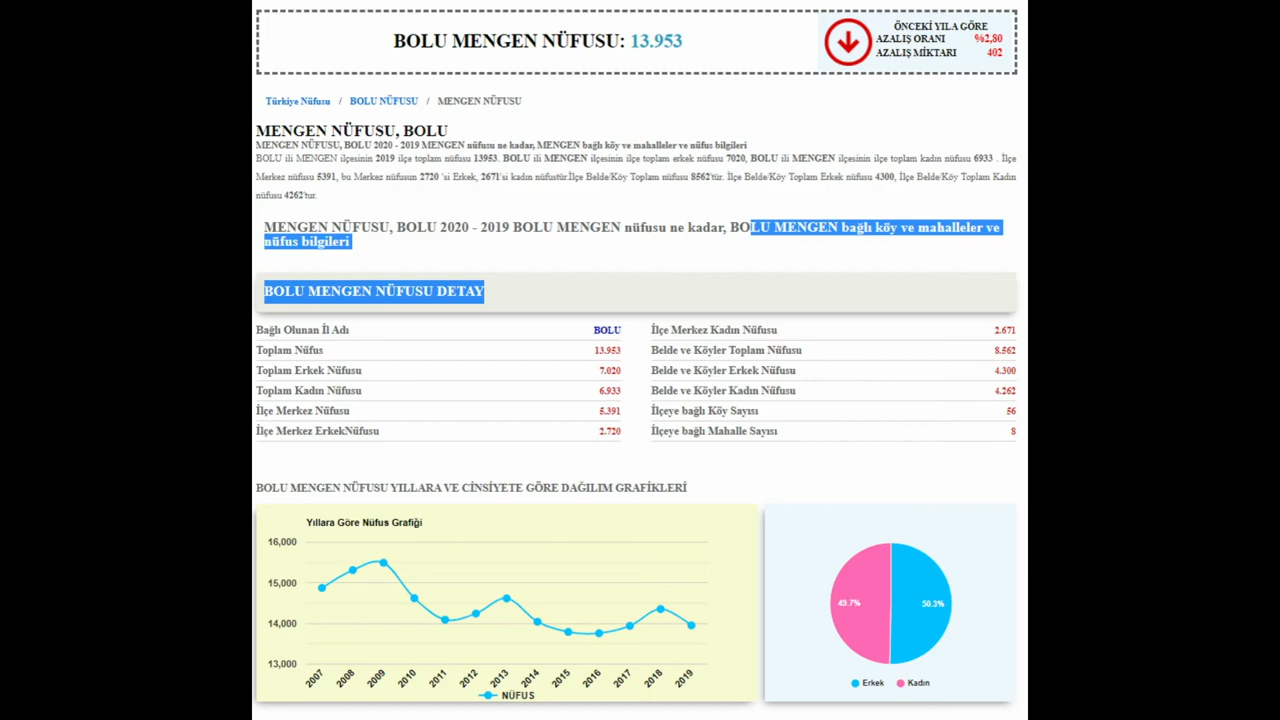 BOLU MENGEN NÜFUSU: 13.953
ÖNCEKİ YILA GÖRE
AZALIŞ ORANI %2,80
AZALIŞ MİKTARI 402
Türkiye Nüfusu / BOLU NÜFUSU / MENGEN NÜFUSU
MENGEN NÜFUSU, BOLU
MENGEN NÜFUSU, BOLU 2020 - 2019 MENGEN nüfusu ne kadar, MENGEN bağlı köy ve mahalleler ve nüfus bilgileri
BOLU ili MENGEN ilçesinin 2019 ilçe toplam nüfusu 13953. BOLU ili MENGEN ilçesinin ilçe toplam erkek nüfusu 7020, BOLU ili MENGEN ilçesinin ilçe toplam kadın nüfusu 6933 . İlçe
Merkez nüfusu 5391, bu Merkez nüfusun 2720 'si Erkek, 2671'si kadın nüfustür.İlçe Belde/Köy Toplam nüfusu 8562'tür. İlçe Belde/Köy Toplam Erkek nüfusu 4300, İlçe Belde/Köy Toplam Kadın
nüfusu 4262'tur.
MENGEN NÜFUSU, BOLU 2020 - 2019 BOLU MENGEN nüfusu ne kadar, BOLU MENGEN bağlı köy ve mahalleler ve
nüfus bilgileri
BOLU MENGEN NÜFUSU DETAY
Bağlı Olunan İl Adı BOLU
Toplam Nüfus 13.953
Toplam Erkek Nüfusu 7.020
Toplam Kadın Nüfusu 6.933
İlçe Merkez Nüfusu 5.391
İlçe Merkez ErkekNüfusu 2.720
İlçe Merkez Kadın Nüfusu 2.671
Belde ve Köyler Toplam Nüfusu 8.562
Belde ve Köyler Erkek Nüfusu 4.300
Belde ve Köyler Kadın Nüfusu 4.262
İlçeye bağlı Köy Sayısı 56
İlçeye bağlı Mahalle Sayısı 8
BOLU MENGEN NÜFUSU YILLARA VE CİNSİYETE GÖRE DAĞILIM GRAFİKLERİ
Yıllara Göre Nüfus Grafiği
16,000
15,000
14,000
13,000
2007 2008 2009 2010 2011 2012 2013 2014 2015 2016 2017 2018 2019
NÜFUS
49.7% 50.3%
Erkek Kadın